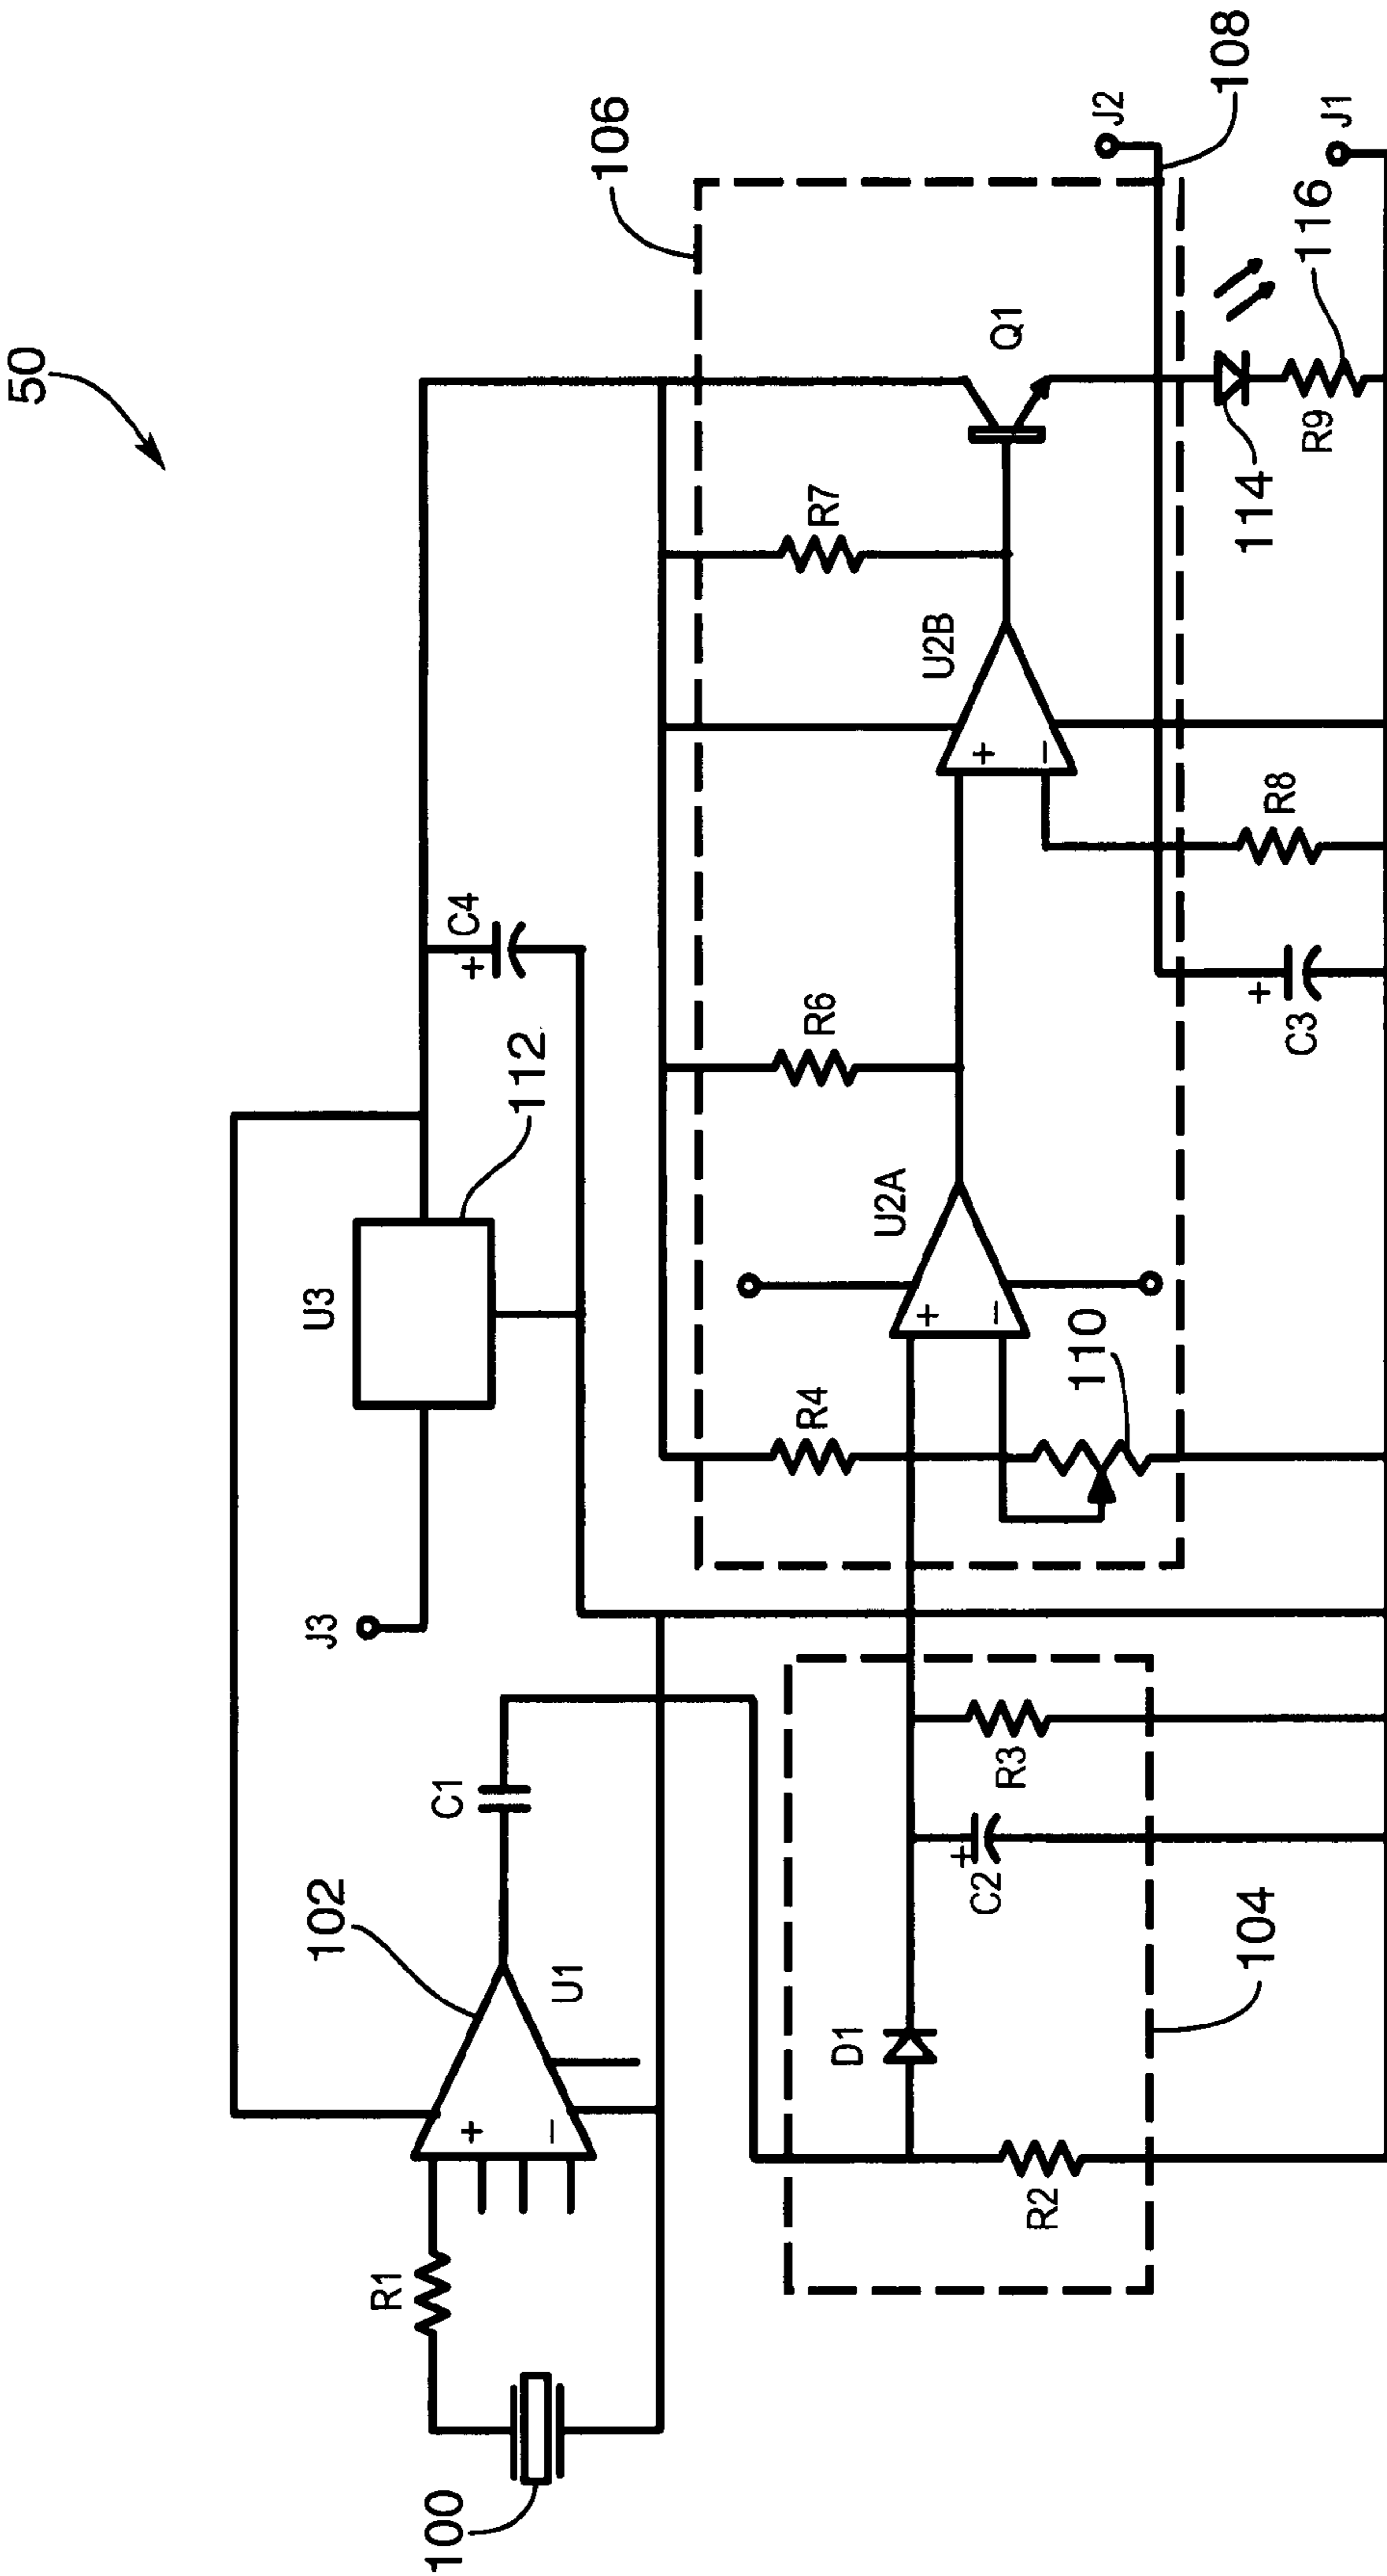 50
100
R1
102
+
−
U1
C1
J3
U3
112
+
C4
106
D1
+
C2
R3
R2
104
R4
U2A
+
−
110
R6
U2B
+
−
R7
Q1
J2
108
C3
+
R8
114
R9
116
J1